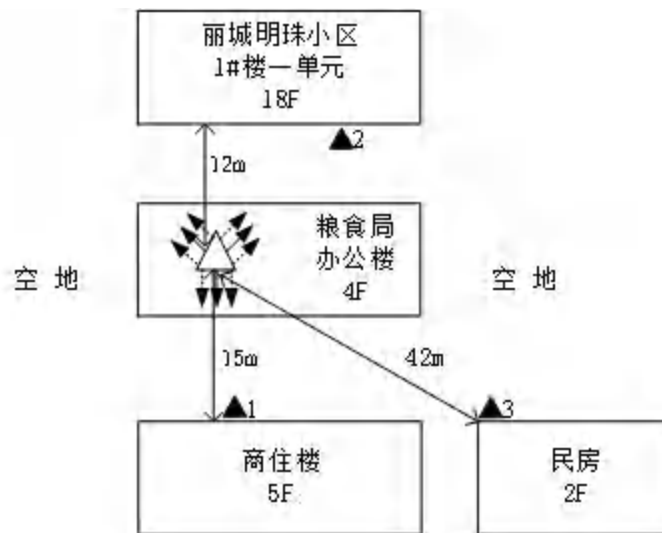 丽城明珠小区
1#楼一单元
18F
▲2
12m
粮食局
办公楼
4F
空地
空地
15m
42m
▲1
▲3
商住楼
5F
民房
2F